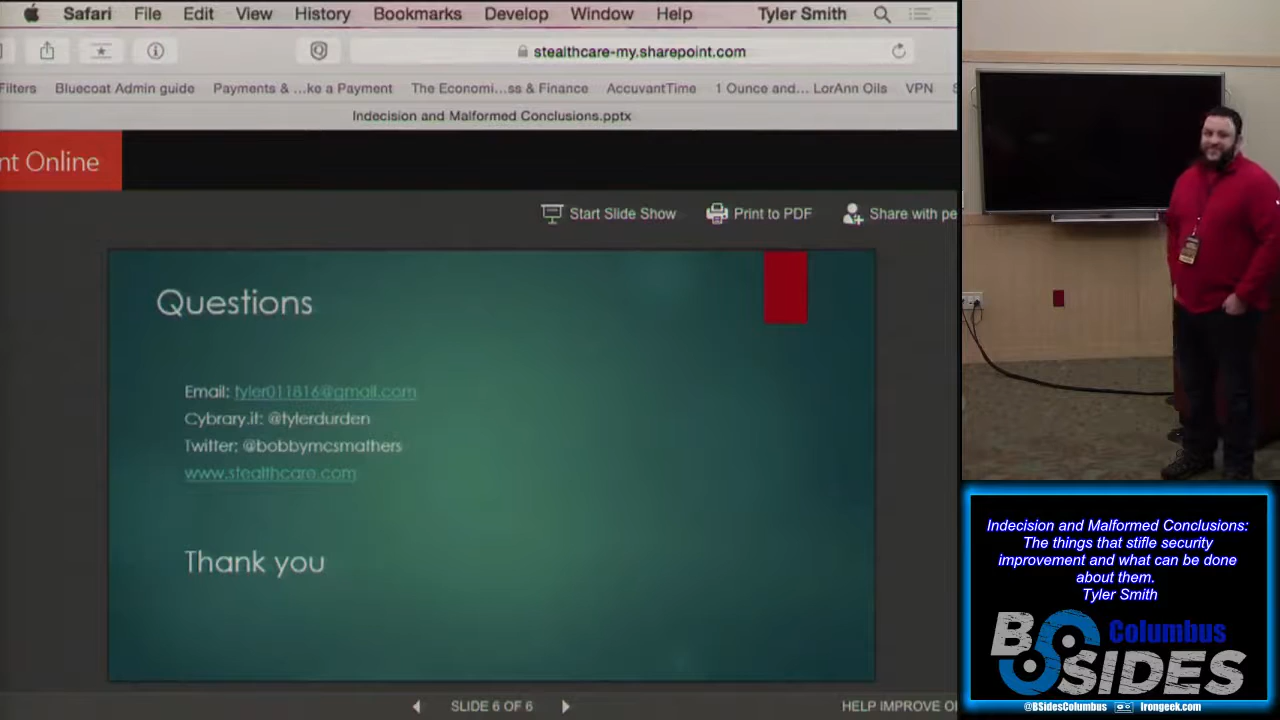 Safari File Edit View History Bookmarks Develop Window Help Tyler Smith
stealthcare-my.sharepoint.com
Filters Bluecoat Admin guide Payments & ...ke a Payment The Economi...ss & Finance AccuvantTime 1 Ounce and... LorAnn Oils VPN
Indecision and Malformed Conclusions.pptx
nt Online
Start Slide Show Print to PDF Share with pe
Questions
Email: tyler011816@gmail.com
Cybrary.it: @tylerdurden
Twitter: @bobbymcsmathers
www.stealthcare.com
Thank you
SLIDE 6 OF 6 HELP IMPROVE O
Indecision and Malformed Conclusions:
The things that stifle security
improvement and what can be done
about them.
Tyler Smith
BSIDES Columbus
@BSidesColumbus Irongeek.com